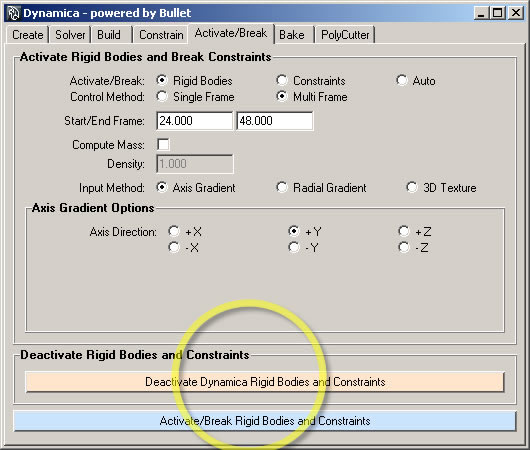 Dynamica - powered by Bullet
Create Solver Build Constrain Activate/Break Bake PolyCutter
Activate Rigid Bodies and Break Constraints
Activate/Break: Rigid Bodies Constraints Auto
Control Method: Single Frame Multi Frame
Start/End Frame: 24.000 48.000
Compute Mass:
Density: 1.000
Input Method: Axis Gradient Radial Gradient 3D Texture
Axis Gradient Options
Axis Direction: +X +Y +Z
-X -Y -Z
Deactivate Rigid Bodies and Constraints
Deactivate Dynamica Rigid Bodies and Constraints
Activate/Break Rigid Bodies and Constraints